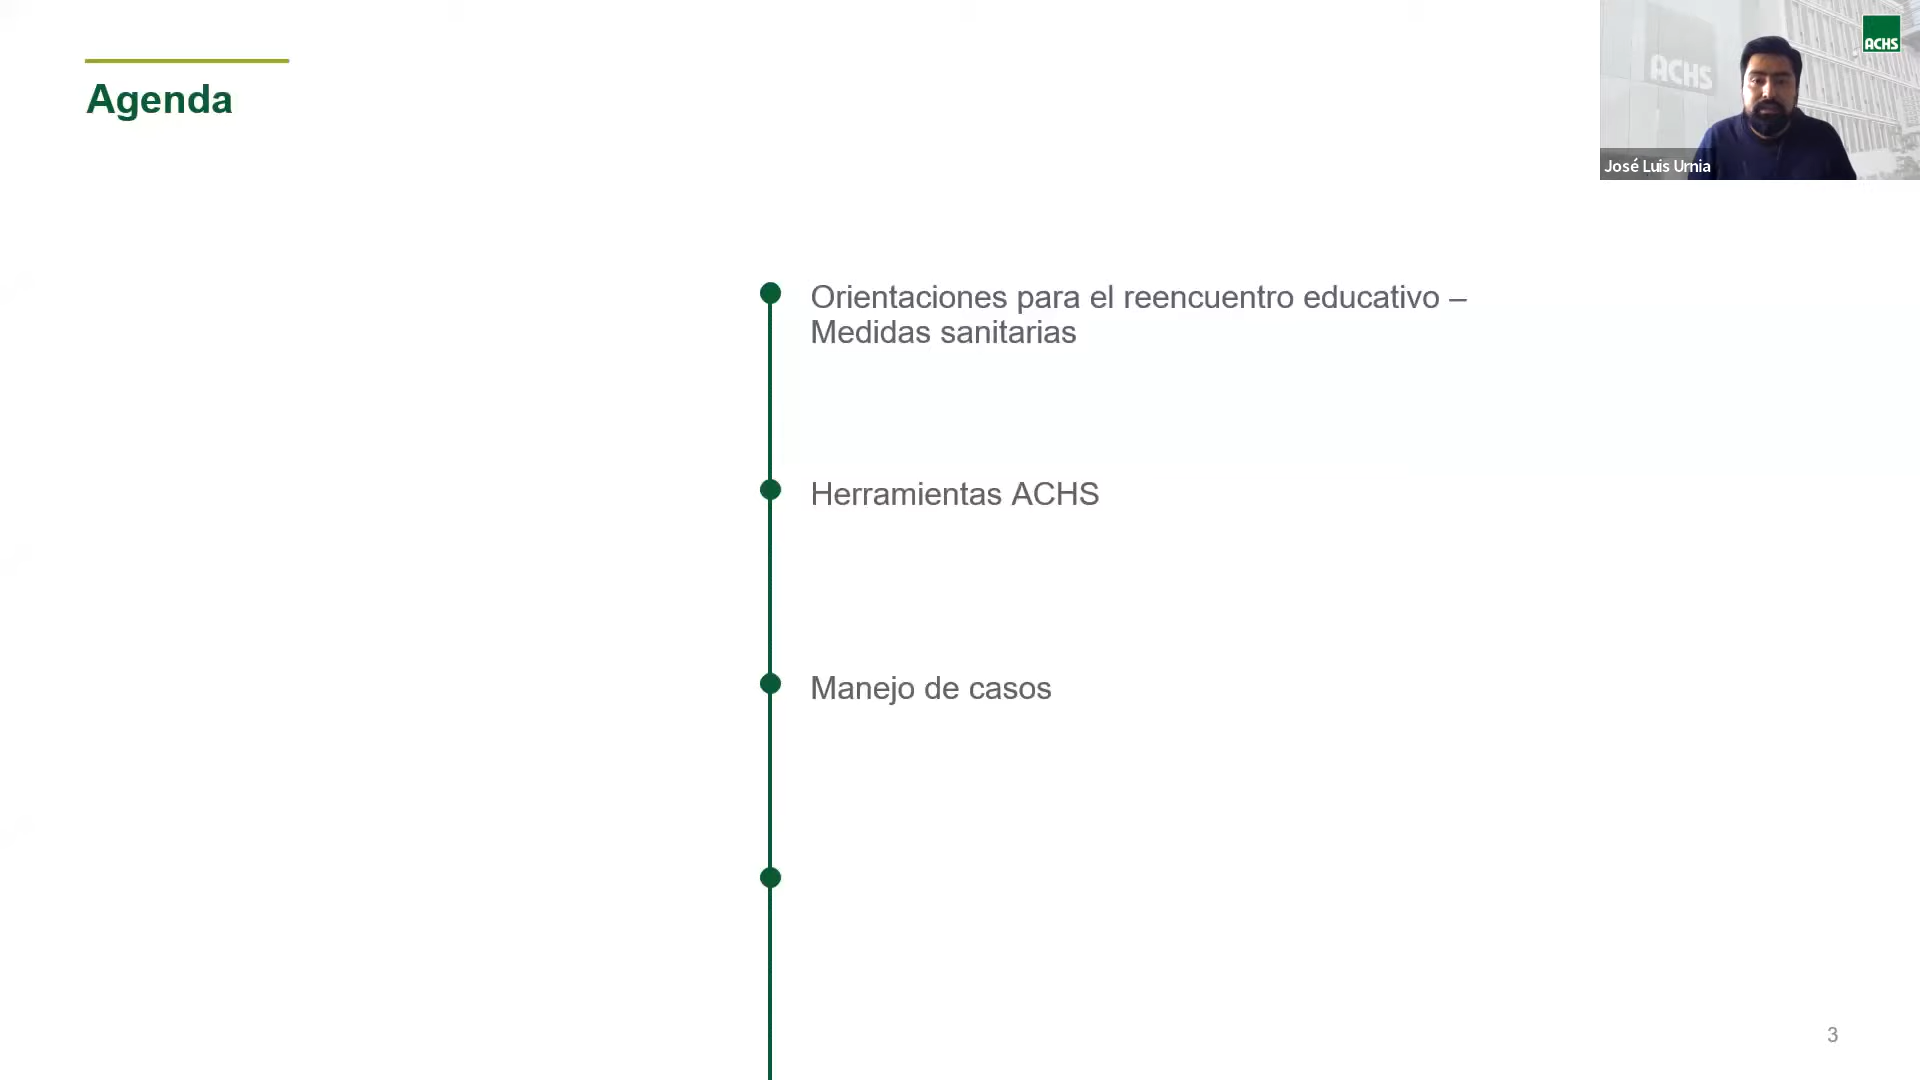 Agenda
ACHS
ACHS
José Luis Urnia
Orientaciones para el reencuentro educativo –
Medidas sanitarias
Herramientas ACHS
Manejo de casos
3